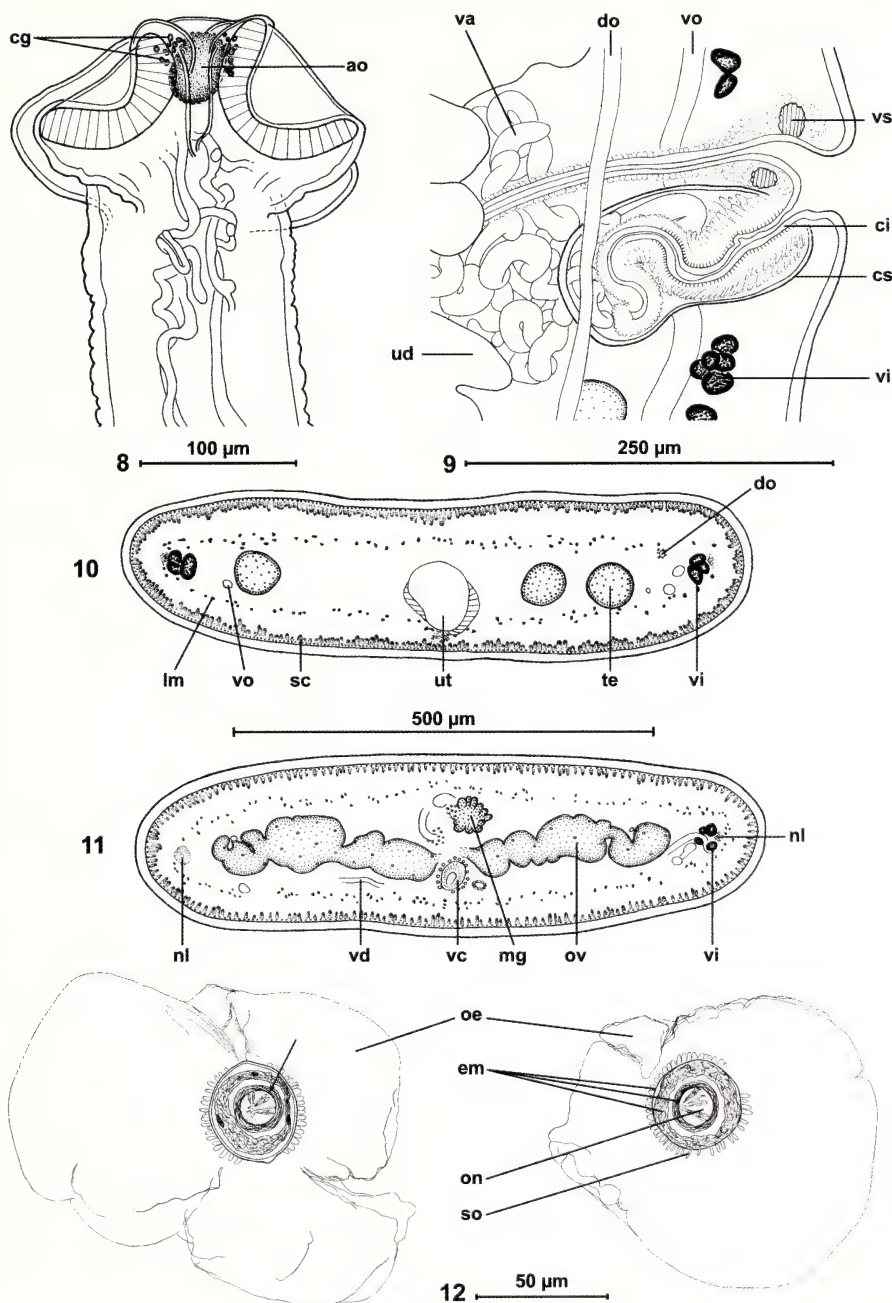 cg
ao
va
do
vo
vs
ci
cs
ud
vi
8 100 µm
9 250 µm
10
do
lm vo sc ut te vi
500 µm
11
nl
nl vd vc mg ov vi
oe
em
on
so
12 50 µm